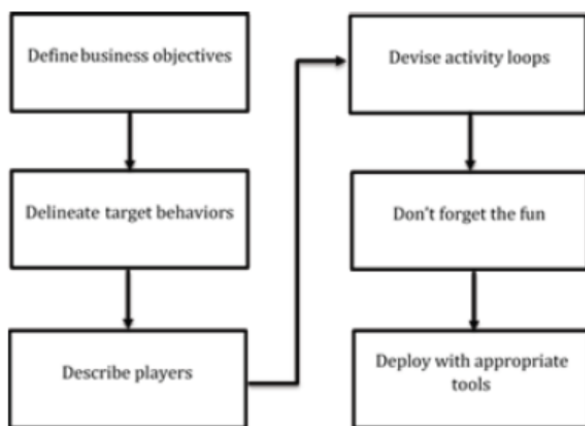 Define business objectives
Delineate target behaviors
Describe players
Devise activity loops
Don't forget the fun
Deploy with appropriate
tools